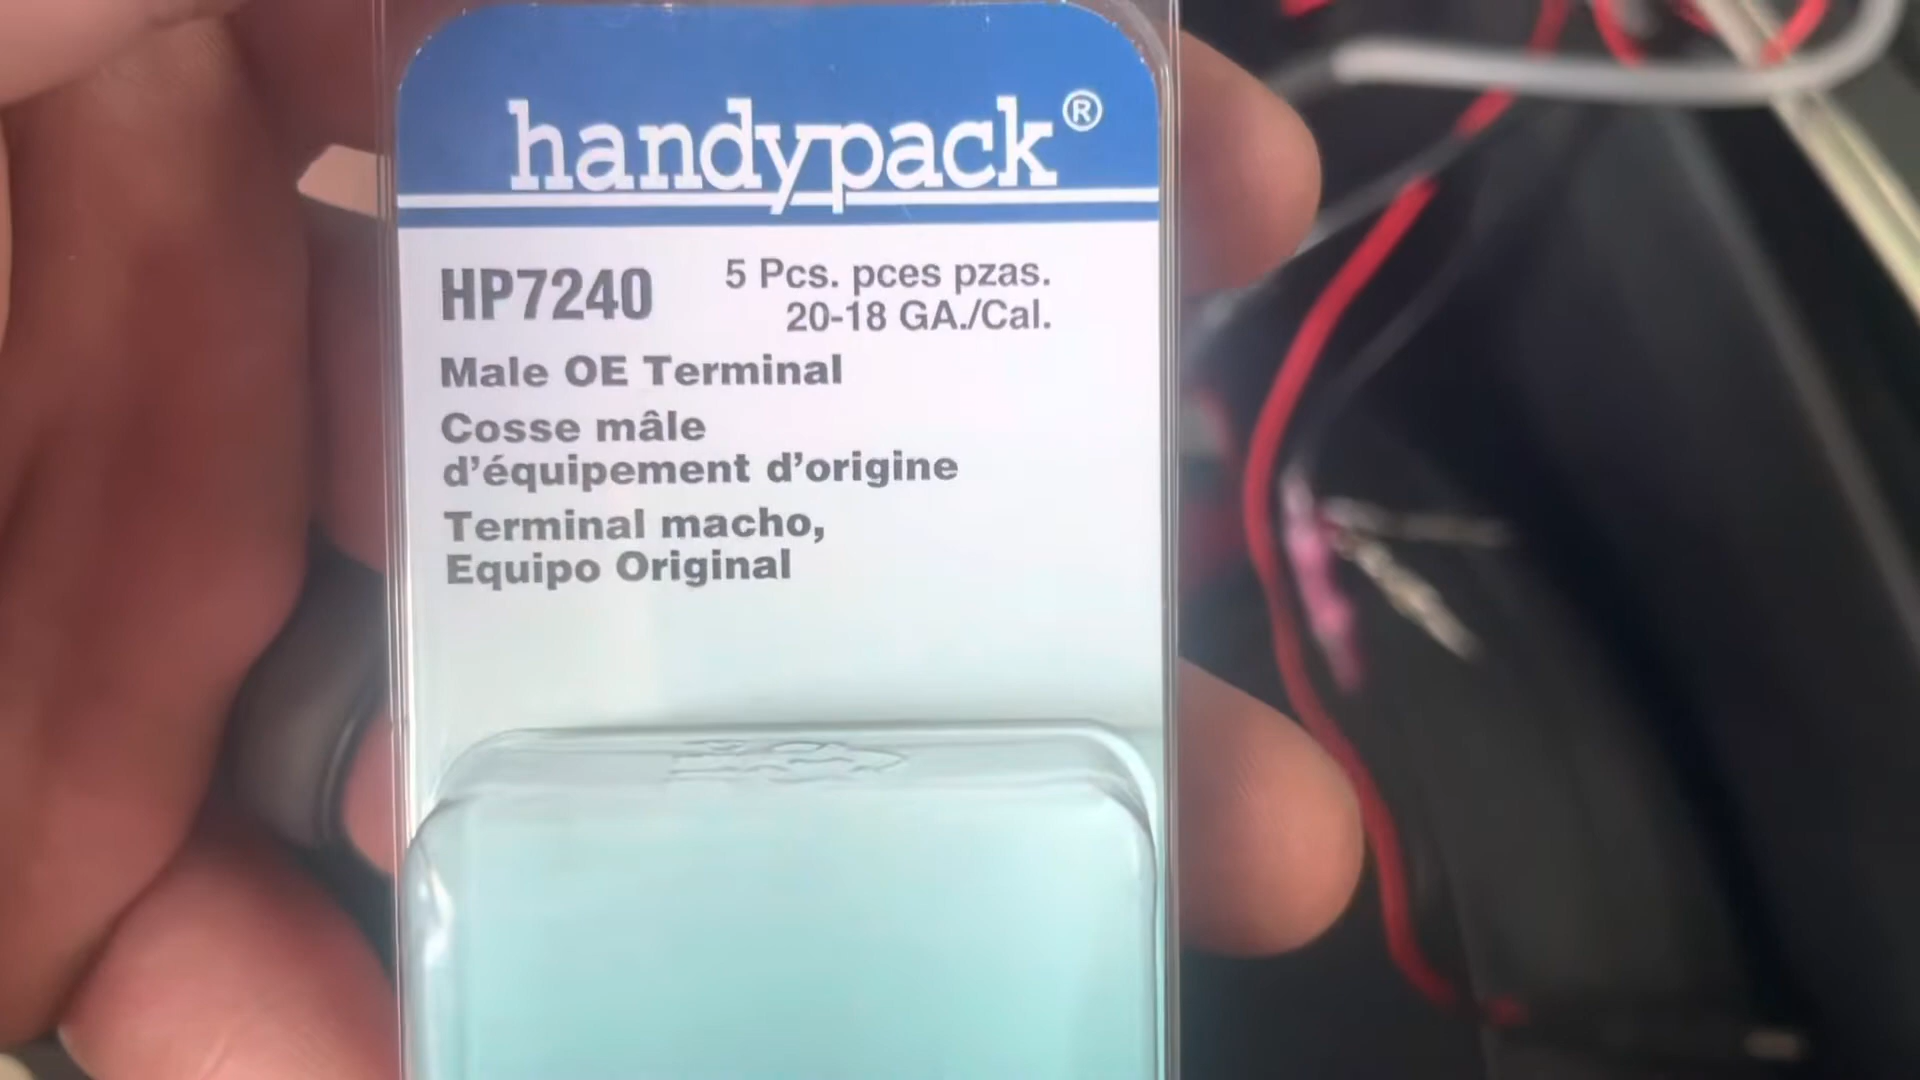 handypack®
HP7240
5 Pcs. pces pzas.
20-18 GA./Cal.
Male OE Terminal
Cosse mâle
d'équipement d'origine
Terminal macho,
Equipo Original